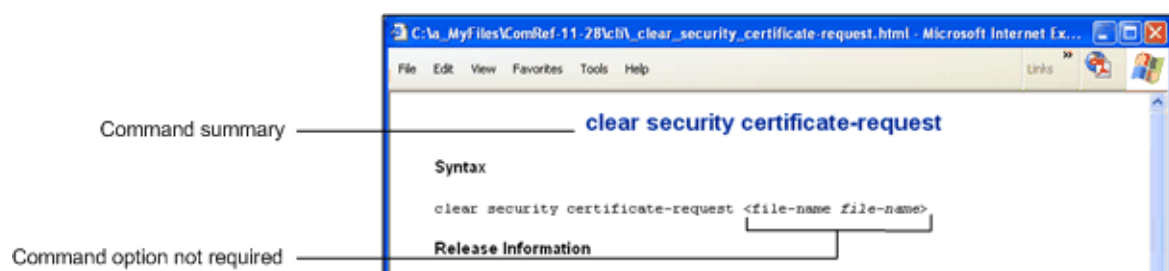 C:\a_MyFiles\ComRef-11-28\cli\_clear_security_certificate-request.html - Microsoft Internet Ex...
File Edit View Favorites Tools Help Links »
Command summary
clear security certificate-request
Syntax
clear security certificate-request <file-name file-name>
Command option not required
Release Information